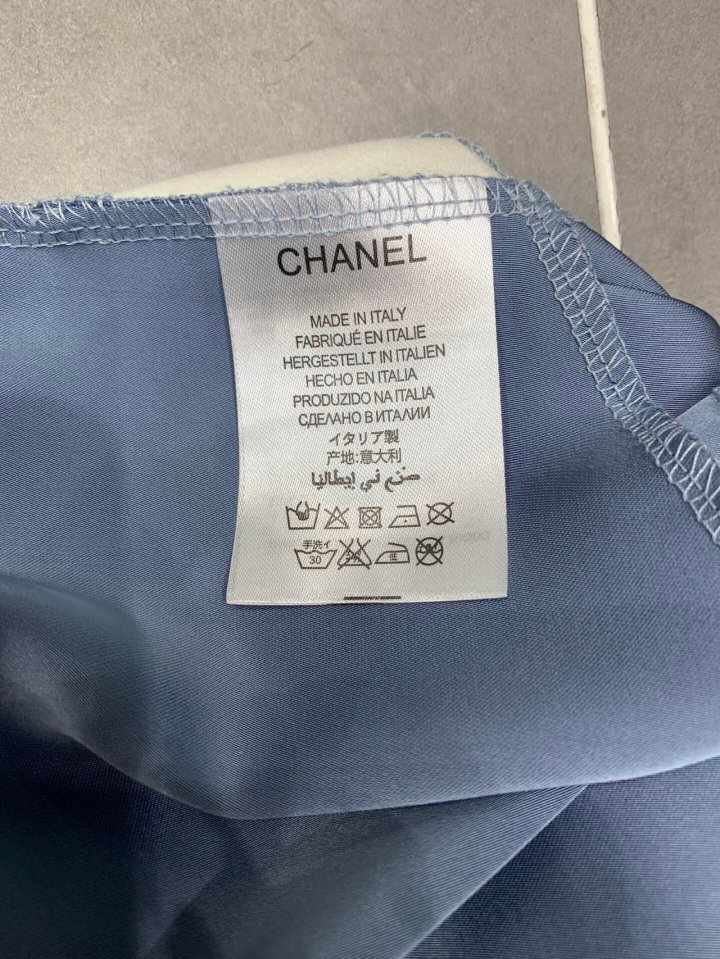 CHANEL
MADE IN ITALY
FABRIQUÉ EN ITALIE
HERGESTELLT IN ITALIEN
HECHO EN ITALIA
PRODUZIDO NA ITALIA
СДЕЛАНО В ИТАЛИИ
イタリア製
产地:意大利
صنع في إيطاليا
手洗イ
30
低